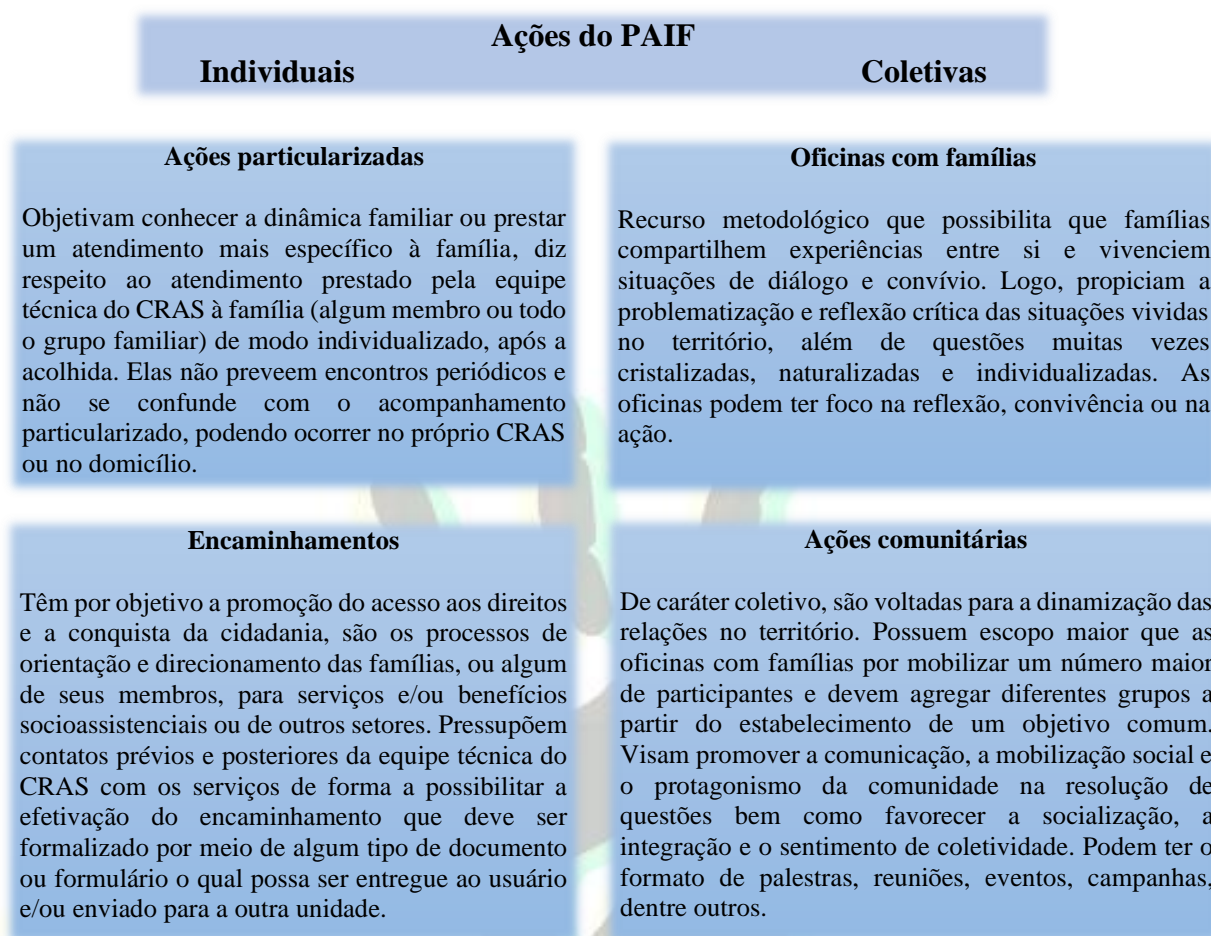 Ações do PAIF
Individuais Coletivas
Ações particularizadas
Objetivam conhecer a dinâmica familiar ou prestar
um atendimento mais específico à família, diz
respeito ao atendimento prestado pela equipe
técnica do CRAS à família (algum membro ou todo
o grupo familiar) de modo individualizado, após a
acolhida. Elas não preveem encontros periódicos e
não se confunde com o acompanhamento
particularizado, podendo ocorrer no próprio CRAS
ou no domicílio.
Oficinas com famílias
Recurso metodológico que possibilita que famílias
compartilhem experiências entre si e vivenciem
situações de diálogo e convívio. Logo, propiciam a
problematização e reflexão crítica das situações vividas
no território, além de questões muitas vezes
cristalizadas, naturalizadas e individualizadas. As
oficinas podem ter foco na reflexão, convivência ou na
ação.
Encaminhamentos
Têm por objetivo a promoção do acesso aos direitos
e a conquista da cidadania, são os processos de
orientação e direcionamento das famílias, ou algum
de seus membros, para serviços e/ou benefícios
socioassistenciais ou de outros setores. Pressupõem
contatos prévios e posteriores da equipe técnica do
CRAS com os serviços de forma a possibilitar a
efetivação do encaminhamento que deve ser
formalizado por meio de algum tipo de documento
ou formulário o qual possa ser entregue ao usuário
e/ou enviado para a outra unidade.
Ações comunitárias
De caráter coletivo, são voltadas para a dinamização das
relações no território. Possuem escopo maior que as
oficinas com famílias por mobilizar um número maior
de participantes e devem agregar diferentes grupos a
partir do estabelecimento de um objetivo comum.
Visam promover a comunicação, a mobilização social e
o protagonismo da comunidade na resolução de
questões bem como favorecer a socialização, a
integração e o sentimento de coletividade. Podem ter o
formato de palestras, reuniões, eventos, campanhas,
dentre outros.